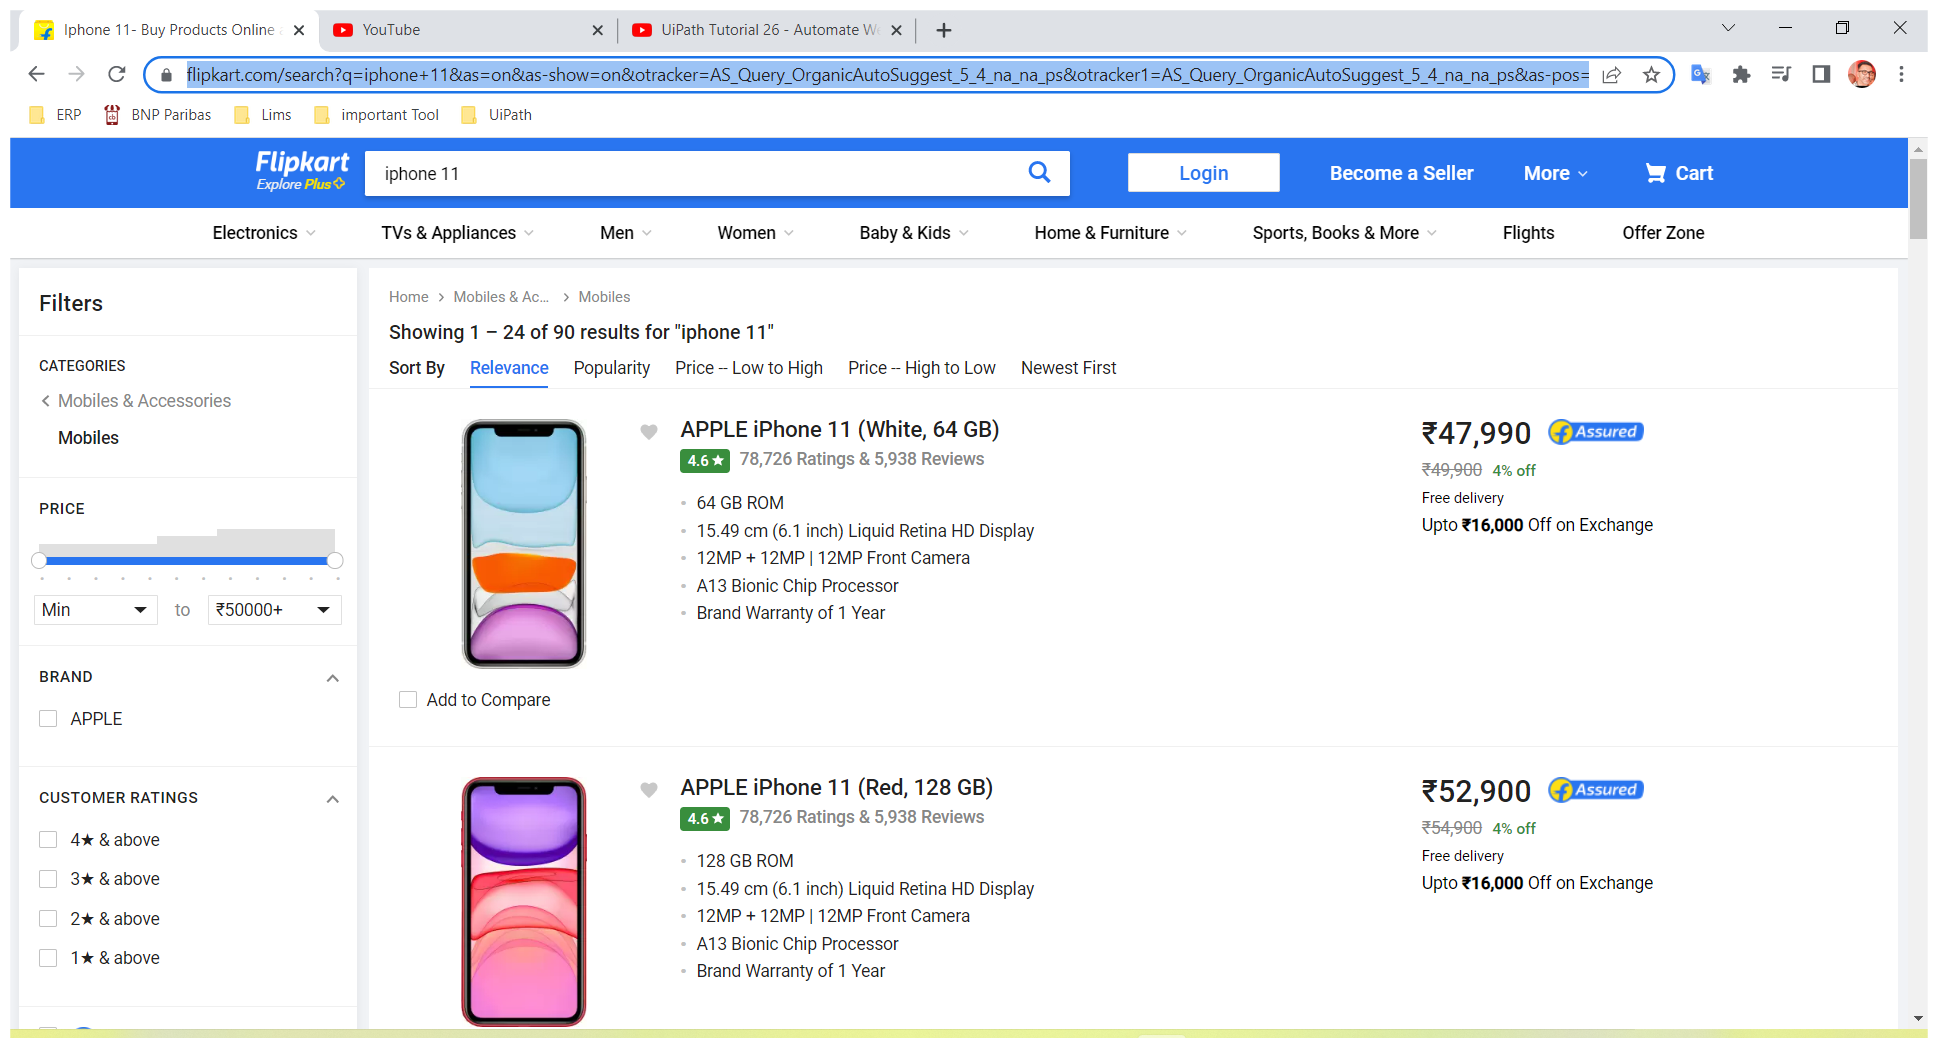 Iphone 11- Buy Products Online
YouTube
UiPath Tutorial 26 - Automate W
flipkart.com/search?q=iphone+11&as=on&as-show=on&otracker=AS_Query_OrganicAutoSuggest_5_4_na_na_ps&otracker1=AS_Query_OrganicAutoSuggest_5_4_na_na_ps&as-pos=
ERP BNP Paribas Lims important Tool UiPath
Flipkart
Explore Plus
iphone 11
Login Become a Seller More Cart
Electronics TVs & Appliances Men Women Baby & Kids Home & Furniture Sports, Books & More Flights Offer Zone
Filters
CATEGORIES
Mobiles & Accessories
Mobiles
PRICE
Min to ₹50000+
BRAND
APPLE
CUSTOMER RATINGS
4★ & above
3★ & above
2★ & above
1★ & above
Home > Mobiles & Ac... > Mobiles
Showing 1 – 24 of 90 results for "iphone 11"
Sort By Relevance Popularity Price -- Low to High Price -- High to Low Newest First
APPLE iPhone 11 (White, 64 GB)
4.6★ 78,726 Ratings & 5,938 Reviews
64 GB ROM
15.49 cm (6.1 inch) Liquid Retina HD Display
12MP + 12MP | 12MP Front Camera
A13 Bionic Chip Processor
Brand Warranty of 1 Year
₹47,990 Assured
₹49,900 4% off
Free delivery
Upto ₹16,000 Off on Exchange
Add to Compare
APPLE iPhone 11 (Red, 128 GB)
4.6★ 78,726 Ratings & 5,938 Reviews
128 GB ROM
15.49 cm (6.1 inch) Liquid Retina HD Display
12MP + 12MP | 12MP Front Camera
A13 Bionic Chip Processor
Brand Warranty of 1 Year
₹52,900 Assured
₹54,900 4% off
Free delivery
Upto ₹16,000 Off on Exchange